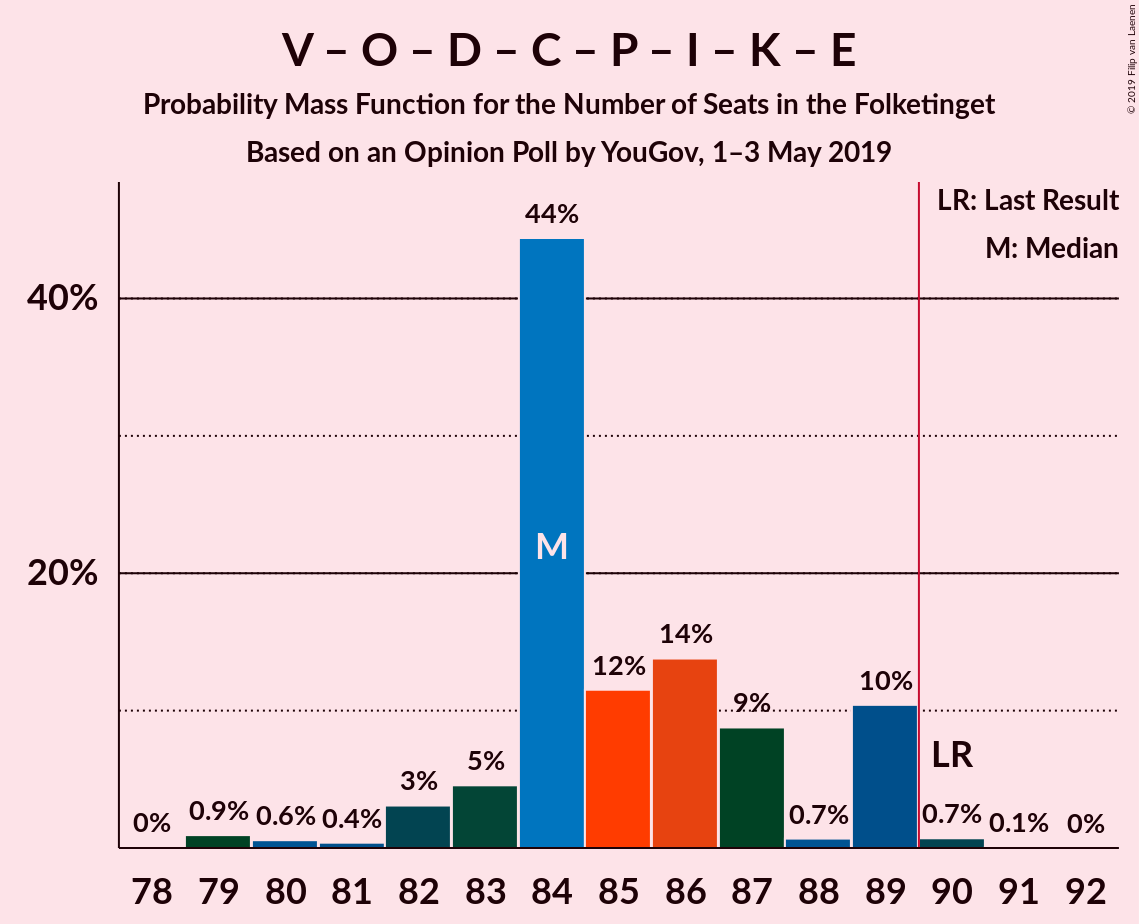 V – O – D – C – P – I – K – E
Probability Mass Function for the Number of Seats in the Folketinget
Based on an Opinion Poll by YouGov, 1–3 May 2019
© 2019 Filip van Laenen
LR: Last Result
M: Median
40%
20%
0%
0.9%
0.6%
0.4%
3%
5%
44%
M
12%
14%
9%
0.7%
10%
LR
0.7%
0.1%
0%
78 79 80 81 82 83 84 85 86 87 88 89 90 91 92